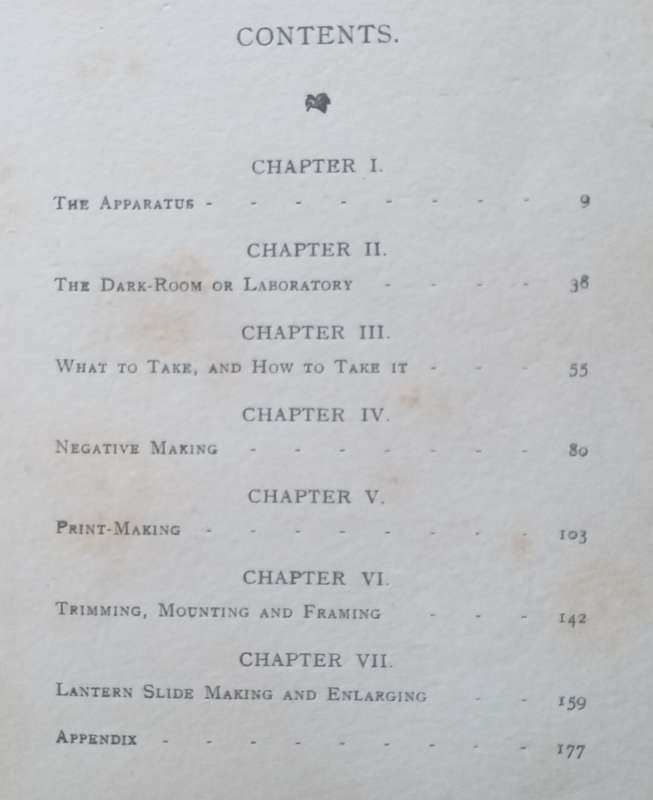 CONTENTS.
CHAPTER I.
THE APPARATUS - - - - - - - - 9
CHAPTER II.
THE DARK-ROOM OR LABORATORY - - - - 38
CHAPTER III.
WHAT TO TAKE, AND HOW TO TAKE IT - - - 55
CHAPTER IV.
NEGATIVE MAKING - - - - - - - 80
CHAPTER V.
PRINT-MAKING - - - - - - - - 103
CHAPTER VI.
TRIMMING, MOUNTING AND FRAMING - - - 142
CHAPTER VII.
LANTERN SLIDE MAKING AND ENLARGING - - 159
APPENDIX - - - - - - - - - 177